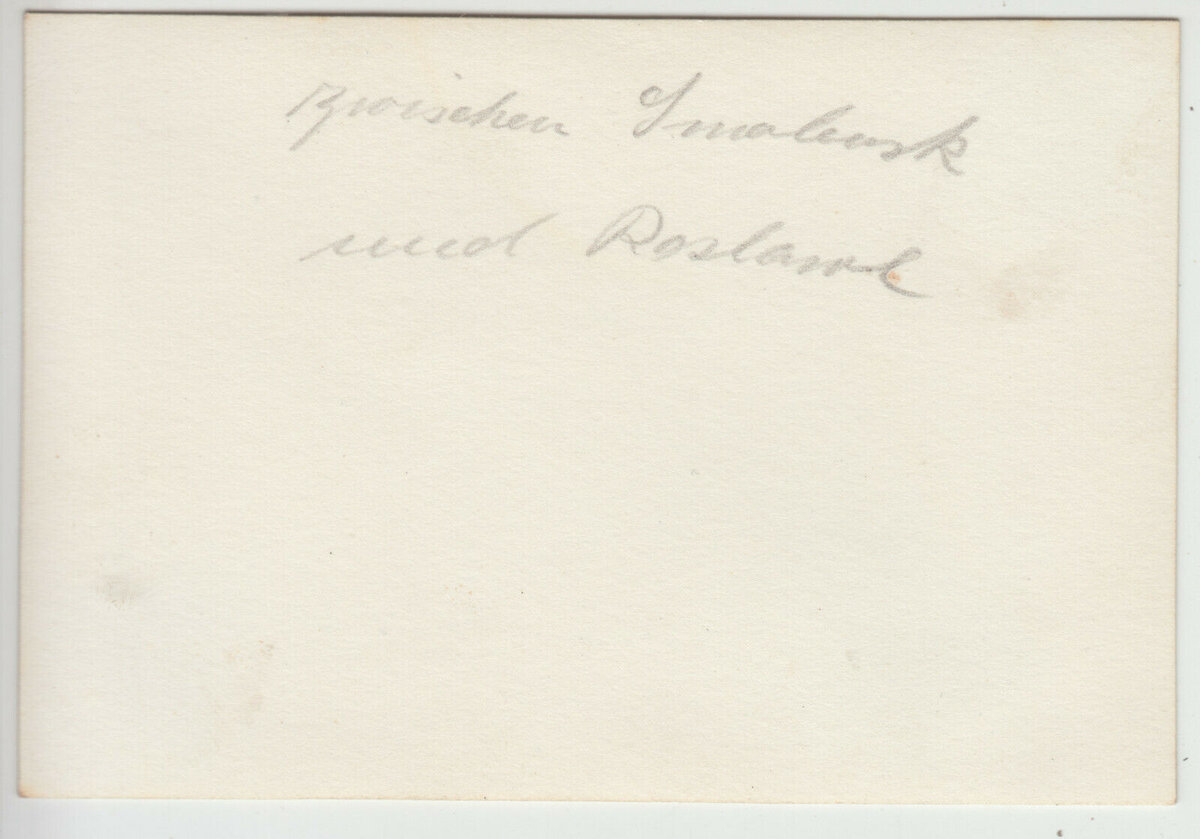 Zwischen Smolensk
und Roslawl